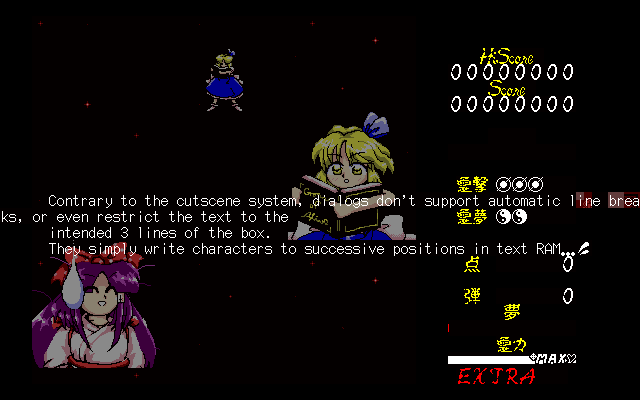 HiScore
00000000
Score
00000000
霊撃
Contrary to the cutscene system, dialogs don't support automatic line brea
ks, or even restrict the text to the
霊夢
intended 3 lines of the box.
They simply write characters to successive positions in text RAM…
点 0
弾 0
夢
霊力
MAX
EXTRA